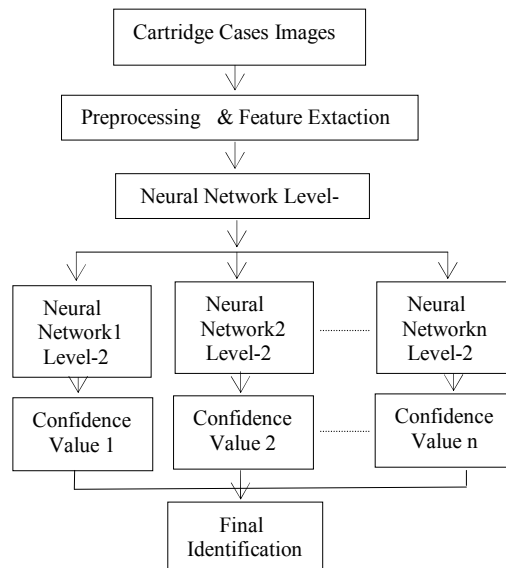 Cartridge Cases Images
Preprocessing & Feature Extaction
Neural Network Level-
Neural
Network1
Level-2
Neural
Network2
Level-2
Neural
Networkn
Level-2
Confidence
Value 1
Confidence
Value 2
Confidence
Value n
Final
Identification